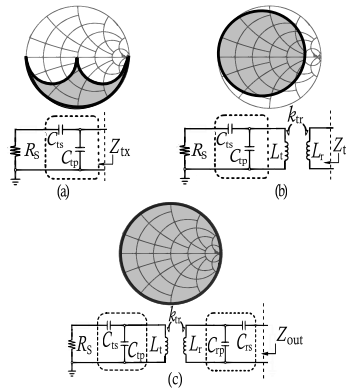 R_S
C_ts
C_tp
Z_tx
(a)
k_tr
R_S
C_ts
C_tp
L_t
L_r
Z_t
(b)
k_tr
R_S
C_ts
C_tp
L_t
L_r
C_rp
C_rs
Z_out
(c)